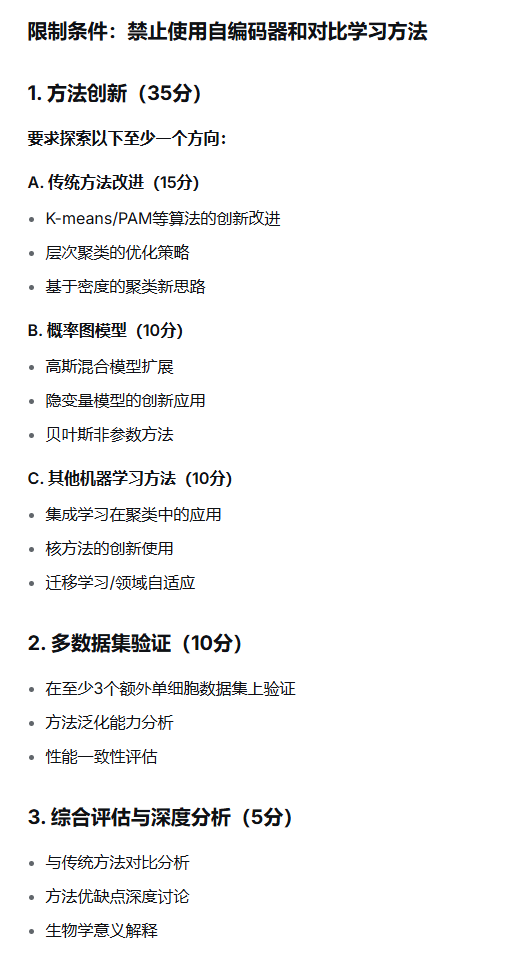 限制条件：禁止使用自编码器和对比学习方法
1. 方法创新（35分）
要求探索以下至少一个方向：
A. 传统方法改进（15分）
• K-means/PAM等算法的创新改进
• 层次聚类的优化策略
• 基于密度的聚类新思路
B. 概率图模型（10分）
• 高斯混合模型扩展
• 隐变量模型的创新应用
• 贝叶斯非参数方法
C. 其他机器学习方法（10分）
• 集成学习在聚类中的应用
• 核方法的创新使用
• 迁移学习/领域自适应
2. 多数据集验证（10分）
• 在至少3个额外单细胞数据集上验证
• 方法泛化能力分析
• 性能一致性评估
3. 综合评估与深度分析（5分）
• 与传统方法对比分析
• 方法优缺点深度讨论
• 生物学意义解释